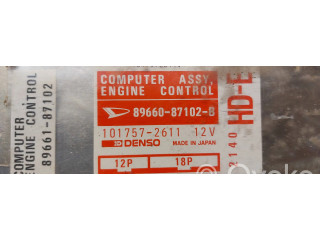 COMPUTER ASSY,
ENGINE CONTROL
89660-87102-B
101757-2611 12V
DENSO MADE IN JAPAN
12P 18P
COMPUTER
ENGINE CONTROL
89661-87102
HD-E
2140